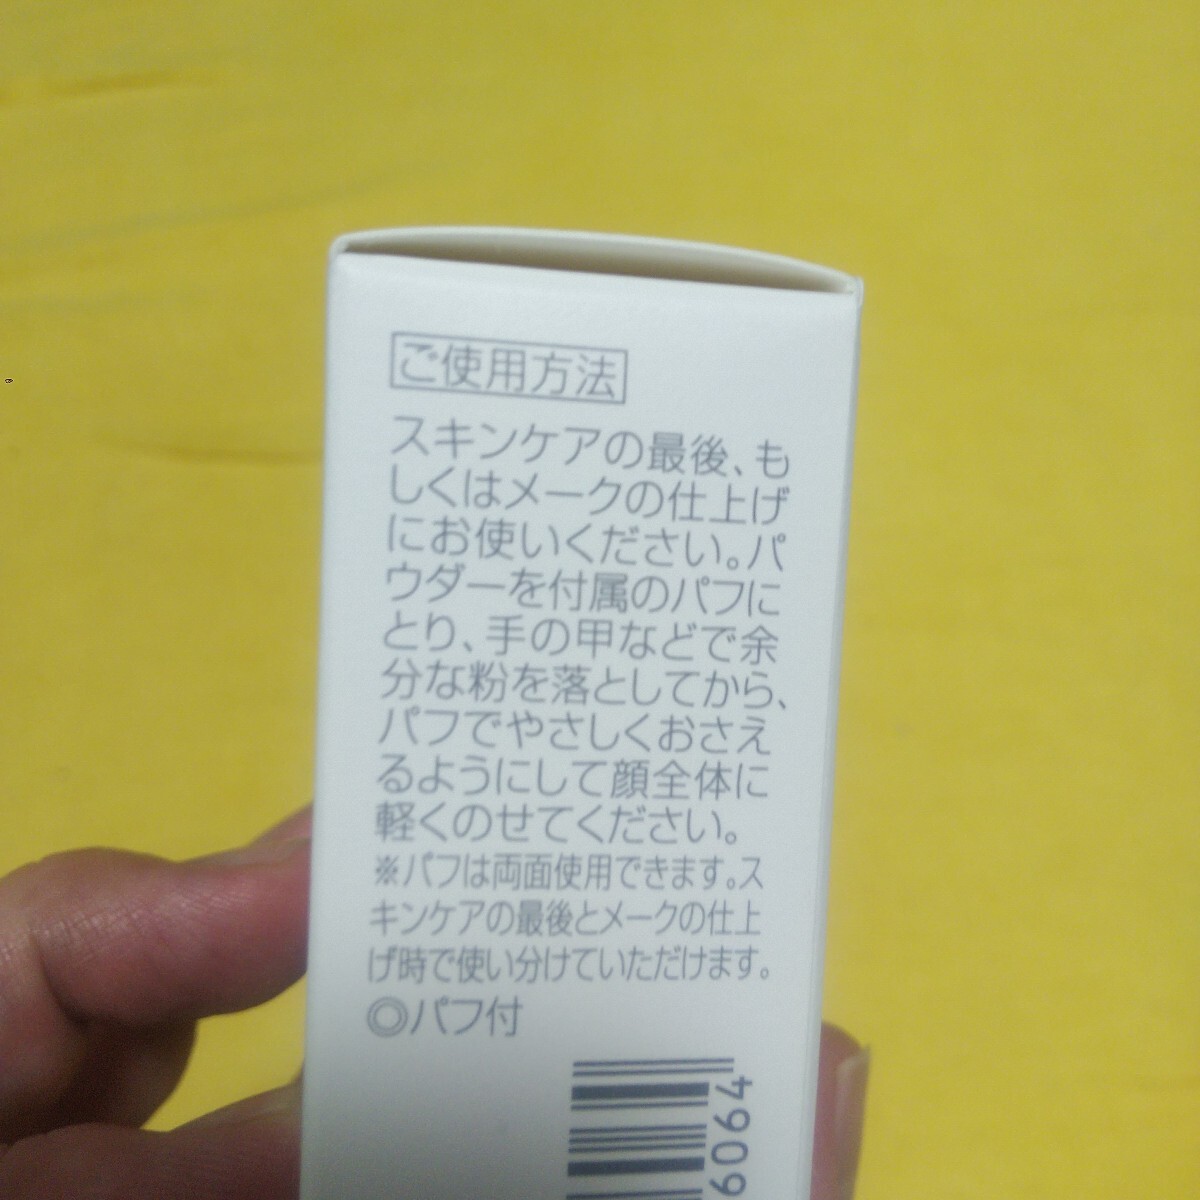 ご使用方法
スキンケアの最後、も
しくはメークの仕上げ
にお使いください。パ
ウダーを付属のパフに
とり、手の甲などで余
分な粉を落としてから、
パフでやさしくおさえ
るようにして顔全体に
軽くのせてください。
※パフは両面使用できます。ス
キンケアの最後とメークの仕上
げ時で使い分けていただけます。
◎パフ付
4909